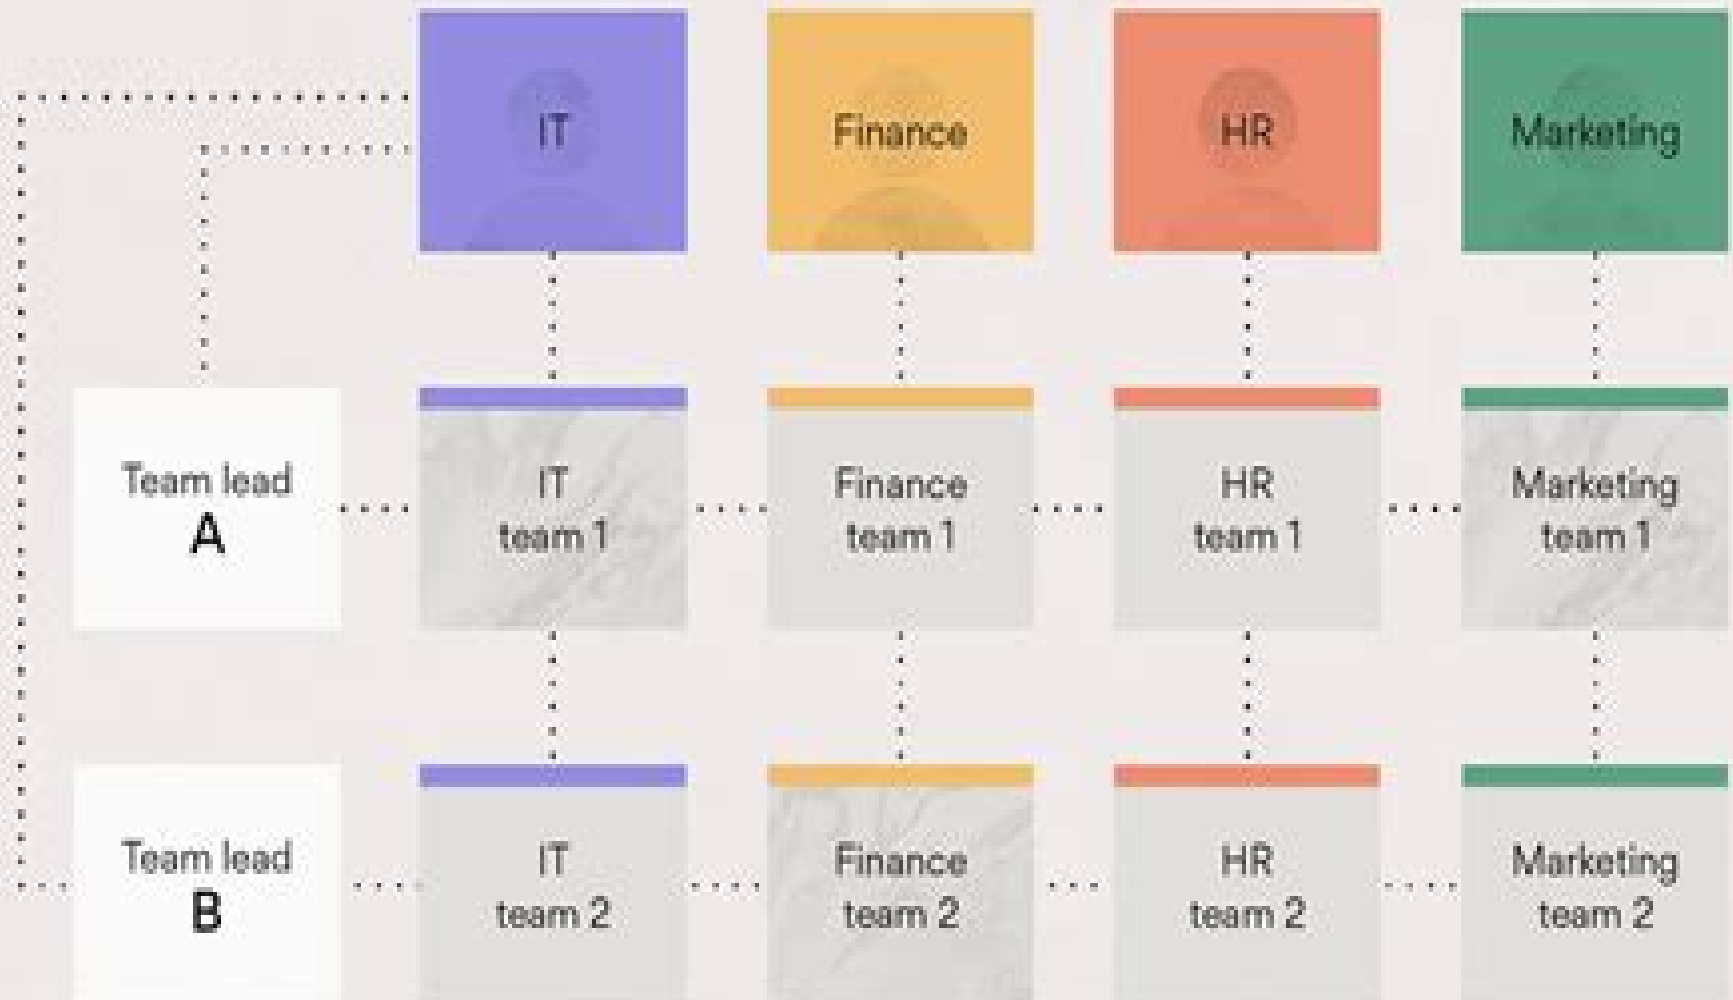 IT
Finance
HR
Marketing
Team lead
A
IT
team 1
Finance
team 1
HR
team 1
Marketing
team 1
Team lead
B
IT
team 2
Finance
team 2
HR
team 2
Marketing
team 2